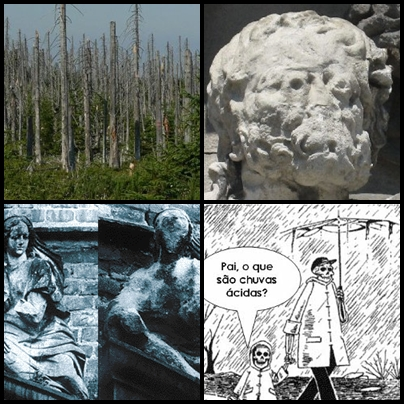 Pai, o que
são chuvas
ácidas?